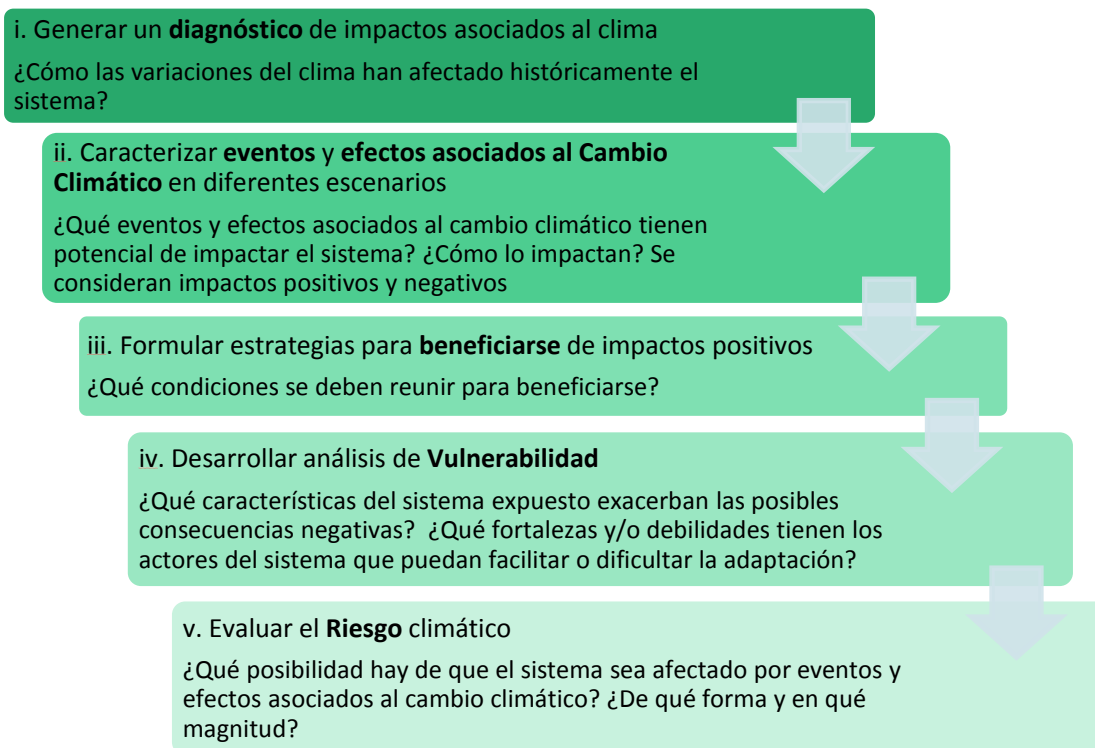 i. Generar un diagnóstico de impactos asociados al clima
¿Cómo las variaciones del clima han afectado históricamente el
sistema?
ii. Caracterizar eventos y efectos asociados al Cambio
Climático en diferentes escenarios
¿Qué eventos y efectos asociados al cambio climático tienen
potencial de impactar el sistema? ¿Cómo lo impactan? Se
consideran impactos positivos y negativos
iii. Formular estrategias para beneficiarse de impactos positivos
¿Qué condiciones se deben reunir para beneficiarse?
iv. Desarrollar análisis de Vulnerabilidad
¿Qué características del sistema expuesto exacerban las posibles
consecuencias negativas? ¿Qué fortalezas y/o debilidades tienen los
actores del sistema que puedan facilitar o dificultar la adaptación?
v. Evaluar el Riesgo climático
¿Qué posibilidad hay de que el sistema sea afectado por eventos y
efectos asociados al cambio climático? ¿De qué forma y en qué
magnitud?